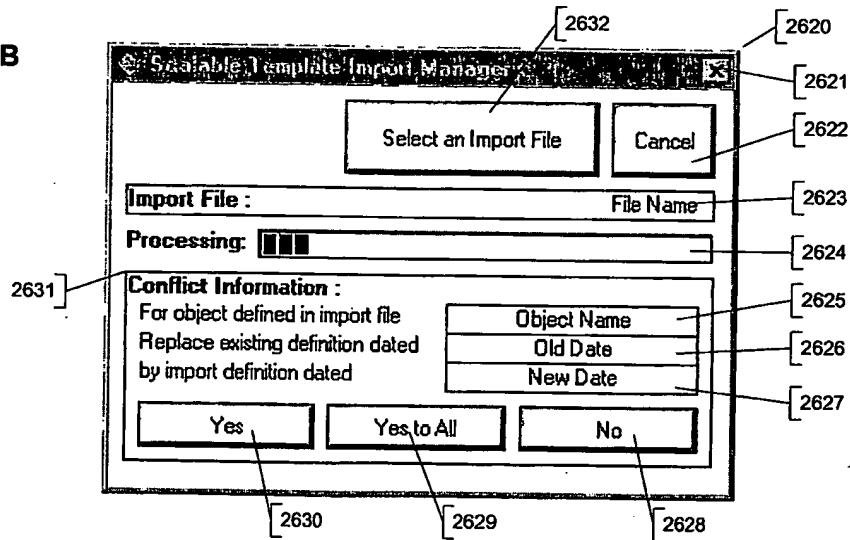 2632
2620
B
Scalable Template Import Manager
2621
Select an Import File
Cancel
2622
Import File :
File Name
2623
Processing:
2624
2631
Conflict Information :
2625
For object defined in import file
Object Name
Replace existing definition dated
Old Date
2626
by import definition dated
New Date
2627
Yes
Yes to All
No
2630
2629
2628